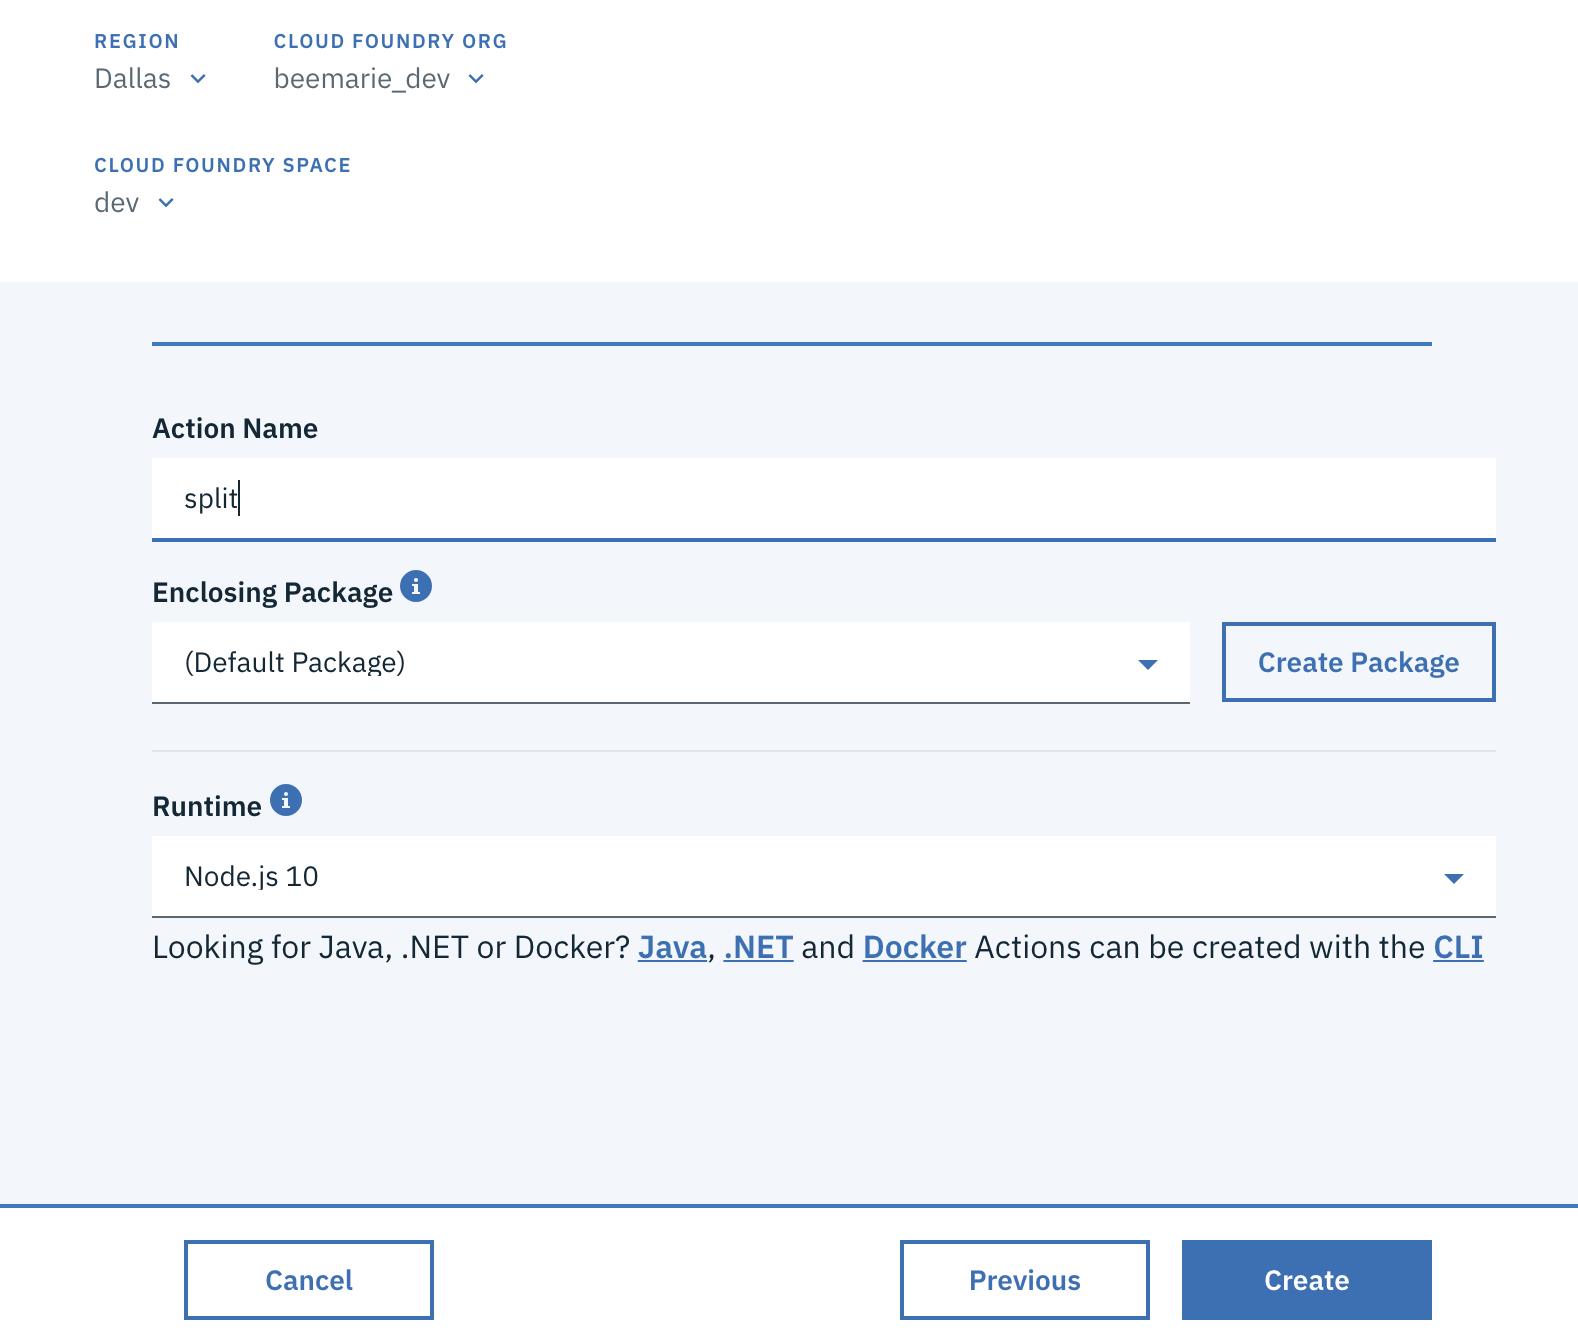 REGION CLOUD FOUNDRY ORG
Dallas beemarie_dev
CLOUD FOUNDRY SPACE
dev
Action Name
split
Enclosing Package
(Default Package) Create Package
Runtime
Node.js 10
Looking for Java, .NET or Docker? Java, .NET and Docker Actions can be created with the CLI
Cancel Previous Create